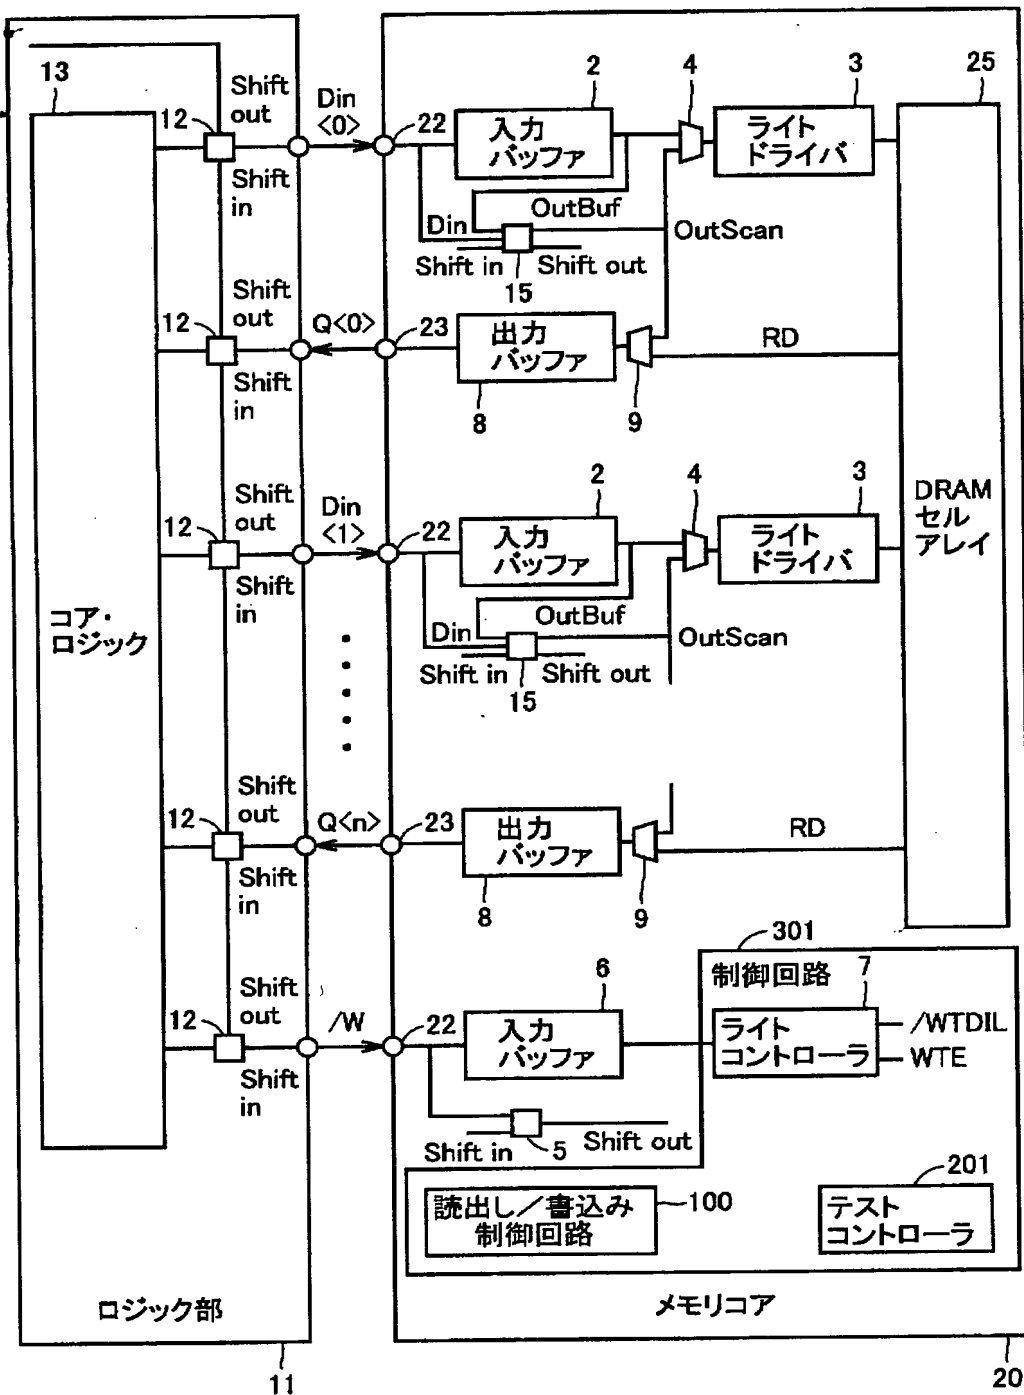 13
Shift
out
12
Shift
in
Din
<0>
22
2
入力
バッファ
4
3
ライト
ドライバ
25
OutBuf
Din
OutScan
Shift in
Shift out
15
Shift
out
12
Shift
in
Q<0>
23
出力
バッファ
8
9
RD
Shift
out
12
Shift
in
Din
<1>
22
2
入力
バッファ
4
3
ライト
ドライバ
DRAM
セル
アレイ
コア・
ロジック
OutBuf
Din
OutScan
Shift in
Shift out
15
Shift
out
12
Shift
in
Q<n>
23
出力
バッファ
8
9
RD
Shift
out
12
Shift
in
/W
22
6
入力
バッファ
301
制御回路
7
ライト
コントローラ
/WTDIL
WTE
Shift in
5
Shift out
読出し/書込み
制御回路
100
201
テスト
コントローラ
ロジック部
メモリコア
11
20